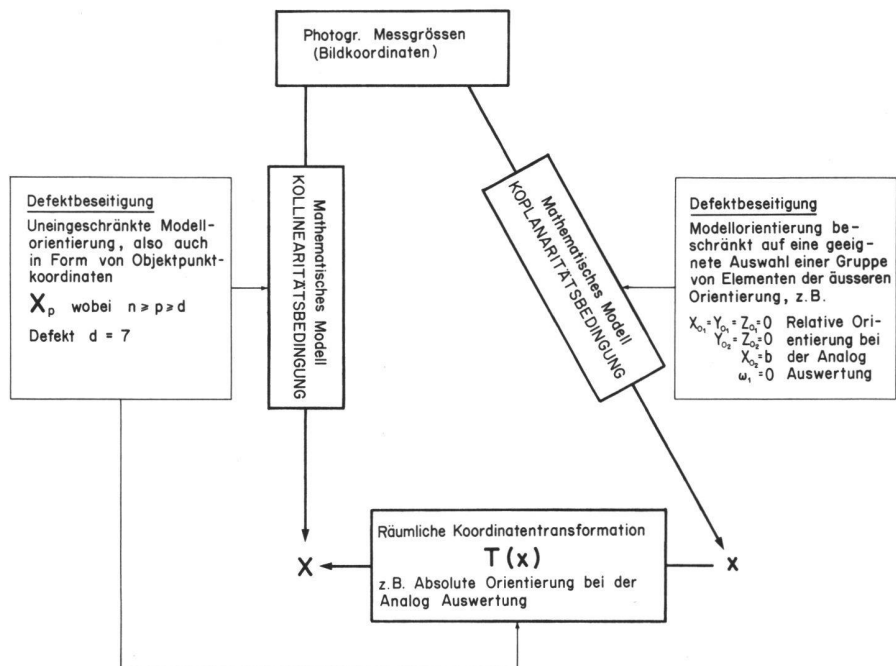 Photogr. Messgrössen
(Bildkoordinaten)
Defektbeseitigung
Uneingeschränkte Modell-
orientierung, also auch
in Form von Objektpunkt-
koordinaten
X_p wobei n ≥ p ≥ d
Defekt d = 7
Mathematisches Modell
KOLLINEARITÄTSBEDINGUNG
Mathematisches Modell
KOPLANARITÄTSBEDINGUNG
Defektbeseitigung
Modellorientierung be-
schränkt auf eine geeig-
nete Auswahl einer Gruppe
von Elementen der äusseren
Orientierung, z.B.
X_o₁=Y_o₁=Z_o₁=0 Relative Ori-
Y_o₂=Z_o₂=0 entierung bei
X_o₂=b der Analog
ω₁=0 Auswertung
Räumliche Koordinatentransformation
T(x)
z.B. Absolute Orientierung bei der
Analog Auswertung
X
x